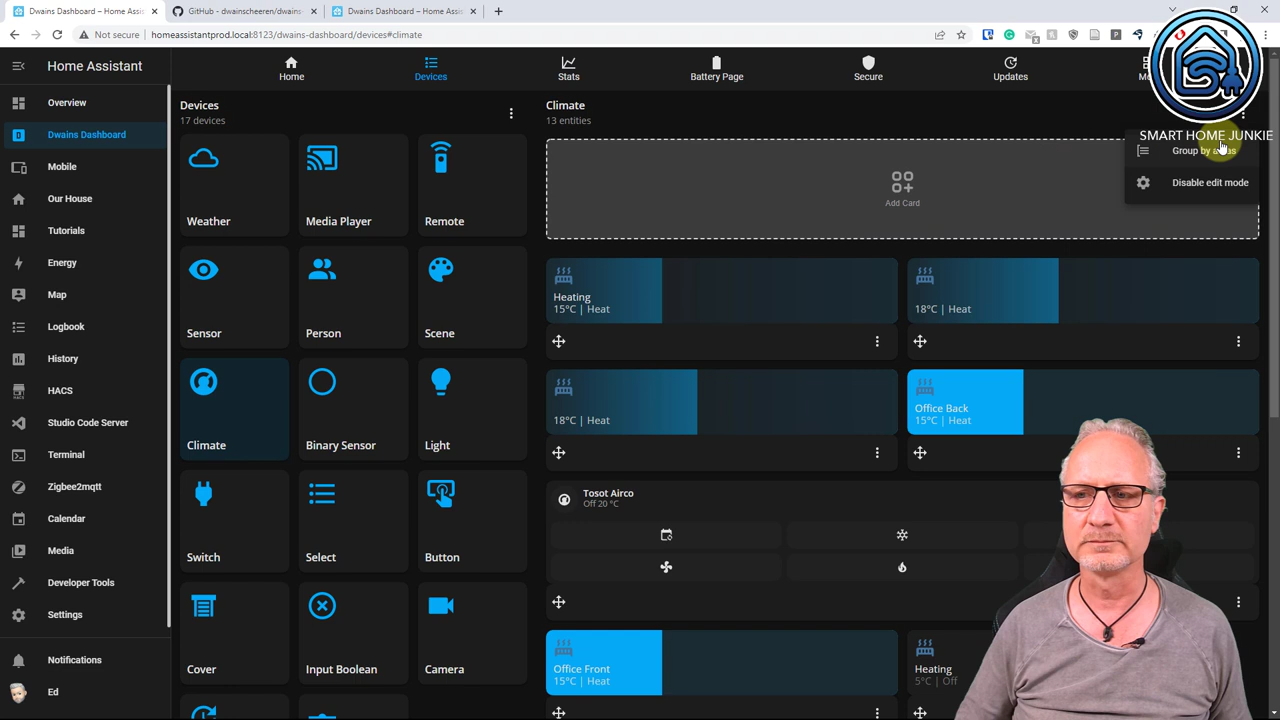 Dwains Dashboard – Home Assis
GitHub - dwainscheeren/dwains-
Dwains Dashboard – Home Assis
Not secure
homeassistantprod.local:8123/dwains-dashboard/devices#climate
Home Assistant
Overview
Dwains Dashboard
Mobile
Our House
Tutorials
Energy
Map
Logbook
History
HACS
Studio Code Server
Terminal
Zigbee2mqtt
Calendar
Media
Developer Tools
Settings
Notifications
Ed
Home
Devices
Stats
Battery Page
Secure
Updates
Devices
17 devices
Weather
Media Player
Remote
Sensor
Person
Scene
Climate
Binary Sensor
Light
Switch
Select
Button
Cover
Input Boolean
Camera
Climate
13 entities
SMART HOME JUNKIE
Group by areas
Disable edit mode
Add Card
Heating
15°C | Heat
18°C | Heat
18°C | Heat
Office Back
15°C | Heat
Tosot Airco
Off 20 °C
Office Front
15°C | Heat
Heating
5°C | Off